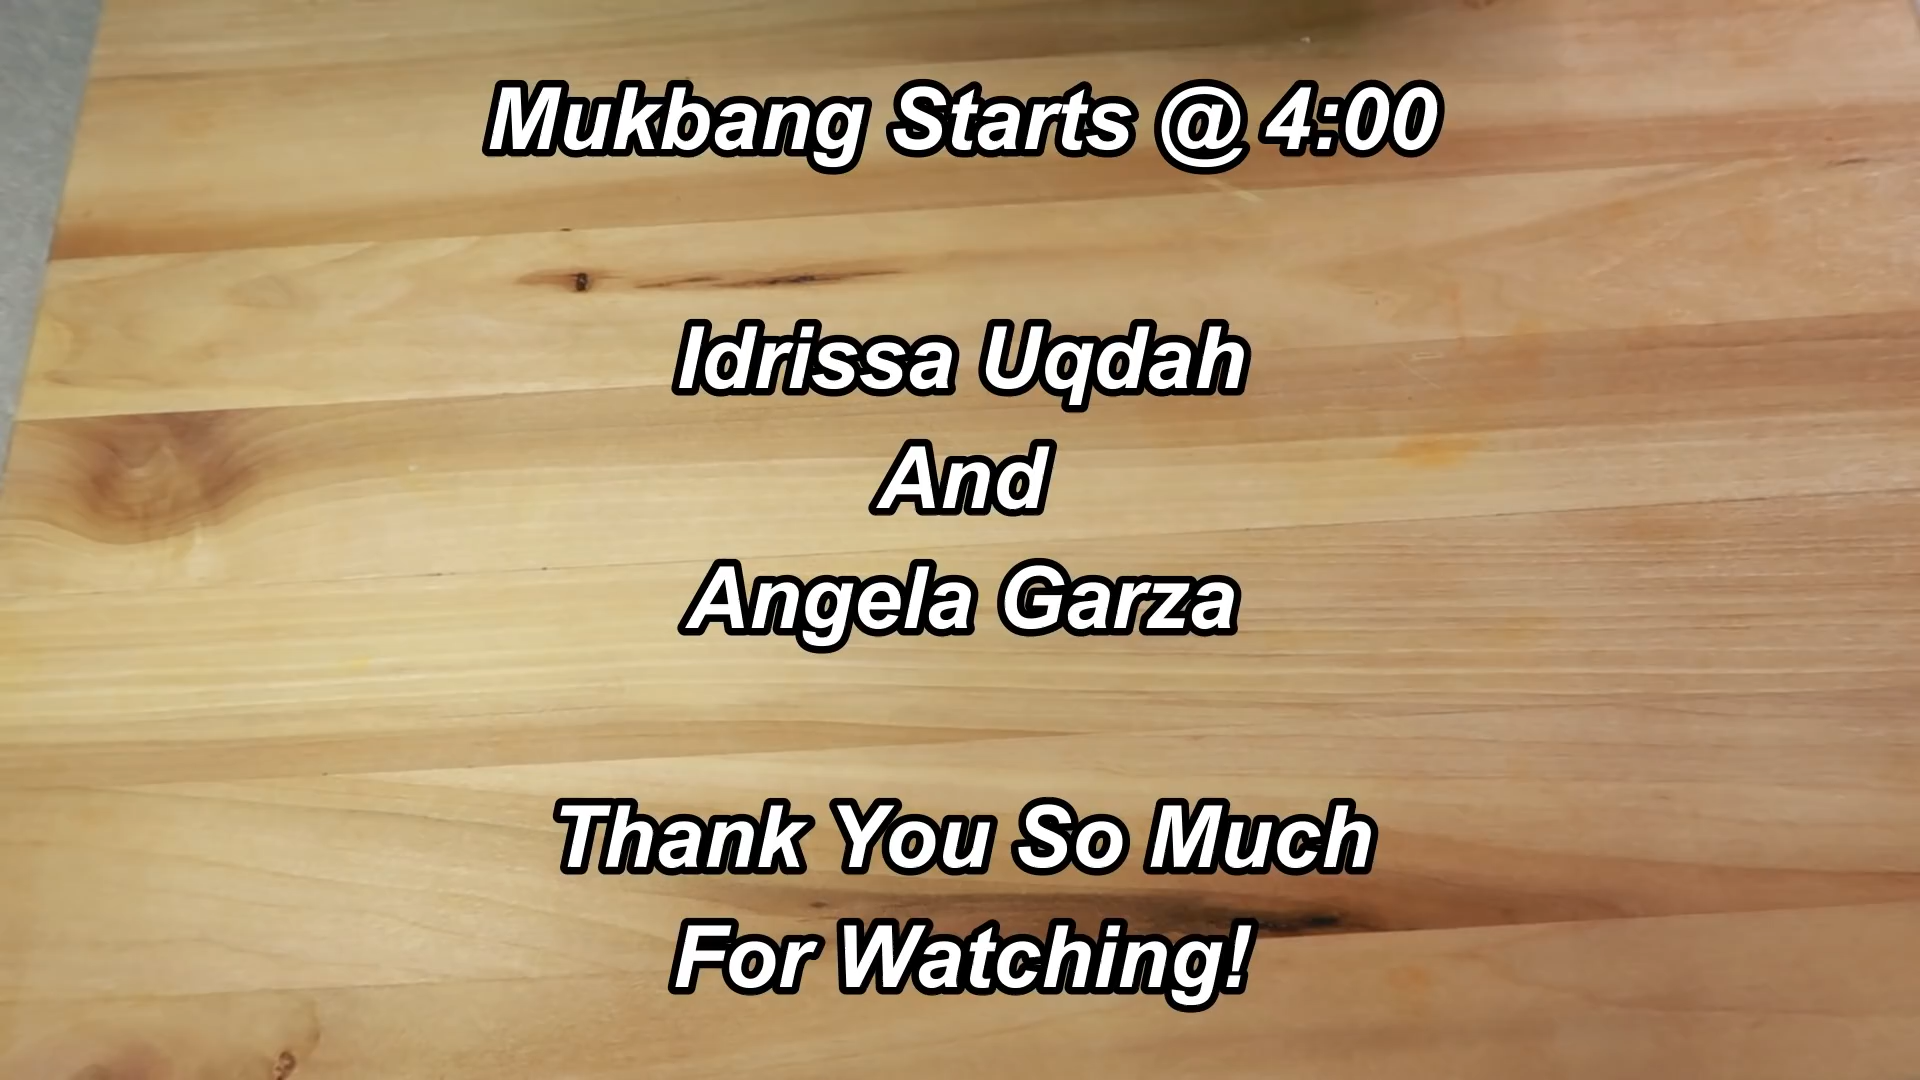 Mukbang Starts @ 4:00
Idrissa Uqdah
And
Angela Garza
Thank You So Much
For Watching!